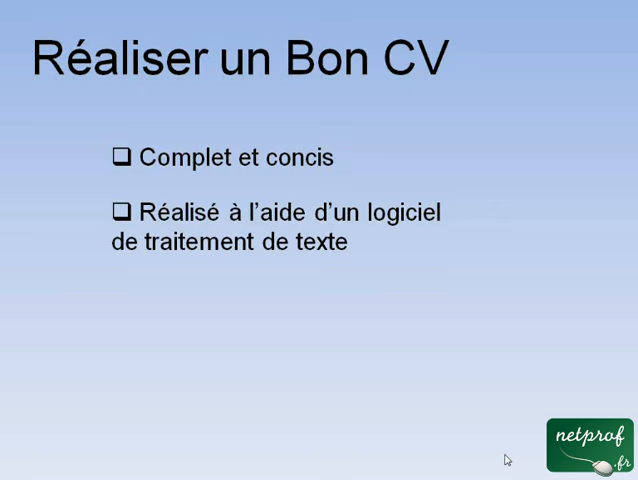 Réaliser un Bon CV
❑ Complet et concis
❑ Réalisé à l’aide d’un logiciel
de traitement de texte
netprof
.fr